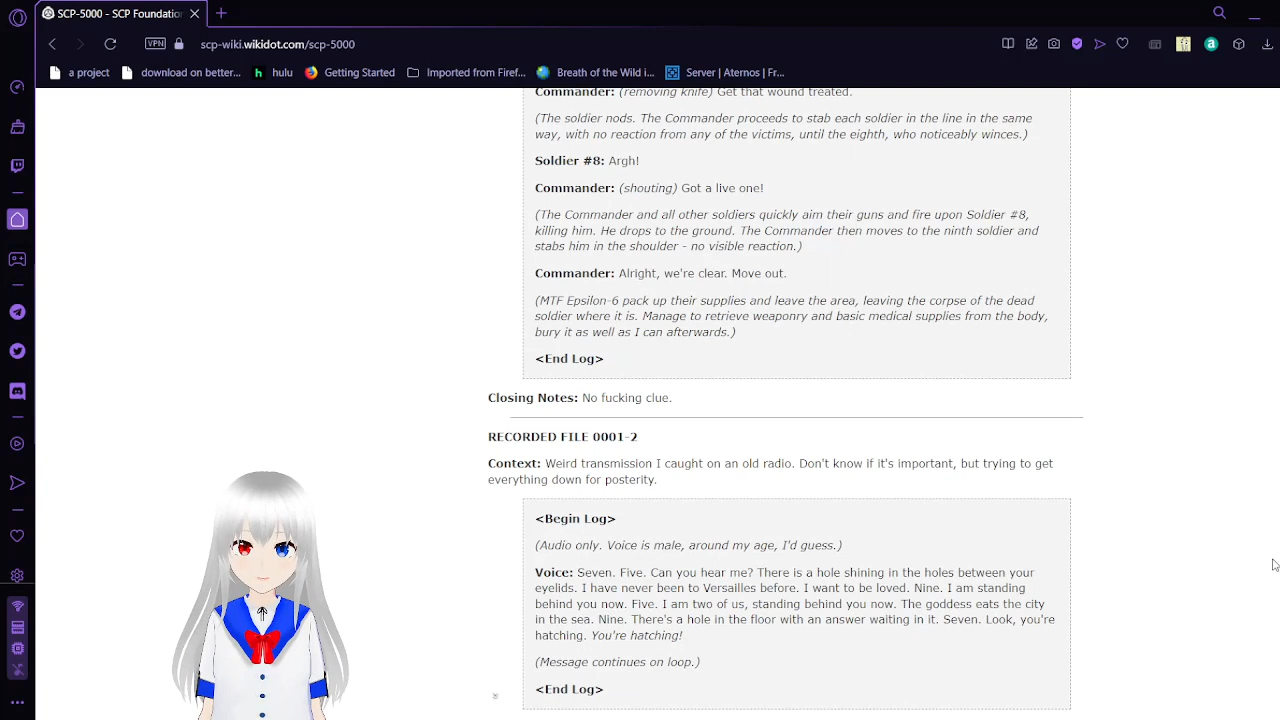 SCP-5000 - SCP Foundation
VPN
scp-wiki.wikidot.com/scp-5000
a
a project
download on better...
h
hulu
Getting Started
Imported from Firef...
Breath of the Wild i...
Server | Aternos | Fr...
Commander: (removing knife) Get that wound treated.
(The soldier nods. The Commander proceeds to stab each soldier in the line in the same
way, with no reaction from any of the victims, until the eighth, who noticeably winces.)
Soldier #8: Argh!
Commander: (shouting) Got a live one!
(The Commander and all other soldiers quickly aim their guns and fire upon Soldier #8,
killing him. He drops to the ground. The Commander then moves to the ninth soldier and
stabs him in the shoulder - no visible reaction.)
Commander: Alright, we're clear. Move out.
(MTF Epsilon-6 pack up their supplies and leave the area, leaving the corpse of the dead
soldier where it is. Manage to retrieve weaponry and basic medical supplies from the body,
bury it as well as I can afterwards.)
<End Log>
Closing Notes: No fucking clue.
RECORDED FILE 0001-2
Context: Weird transmission I caught on an old radio. Don't know if it's important, but trying to get
everything down for posterity.
<Begin Log>
(Audio only. Voice is male, around my age, I'd guess.)
Voice: Seven. Five. Can you hear me? There is a hole shining in the holes between your
eyelids. I have never been to Versailles before. I want to be loved. Nine. I am standing
behind you now. Five. I am two of us, standing behind you now. The goddess eats the city
in the sea. Nine. There's a hole in the floor with an answer waiting in it. Seven. Look, you're
hatching. You're hatching!
(Message continues on loop.)
<End Log>